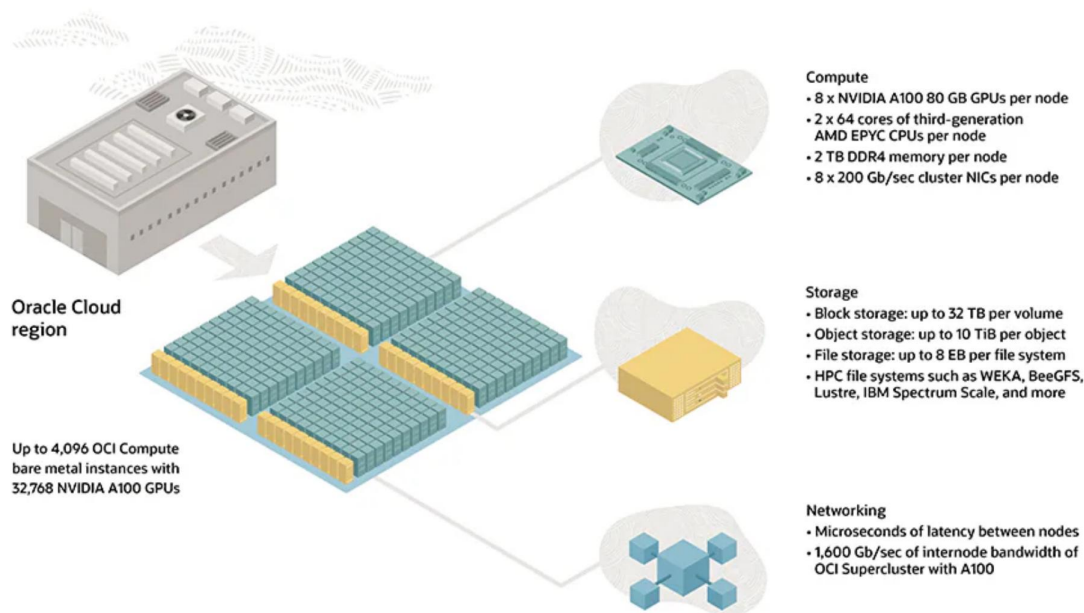 Oracle Cloud
region
Up to 4,096 OCI Compute
bare metal instances with
32,768 NVIDIA A100 GPUs
Compute
• 8 x NVIDIA A100 80 GB GPUs per node
• 2 x 64 cores of third-generation
AMD EPYC CPUs per node
• 2 TB DDR4 memory per node
• 8 x 200 Gb/sec cluster NICs per node
Storage
• Block storage: up to 32 TB per volume
• Object storage: up to 10 TiB per object
• File storage: up to 8 EB per file system
• HPC file systems such as WEKA, BeeGFS,
Lustre, IBM Spectrum Scale, and more
Networking
• Microseconds of latency between nodes
• 1,600 Gb/sec of internode bandwidth of
OCI Supercluster with A100